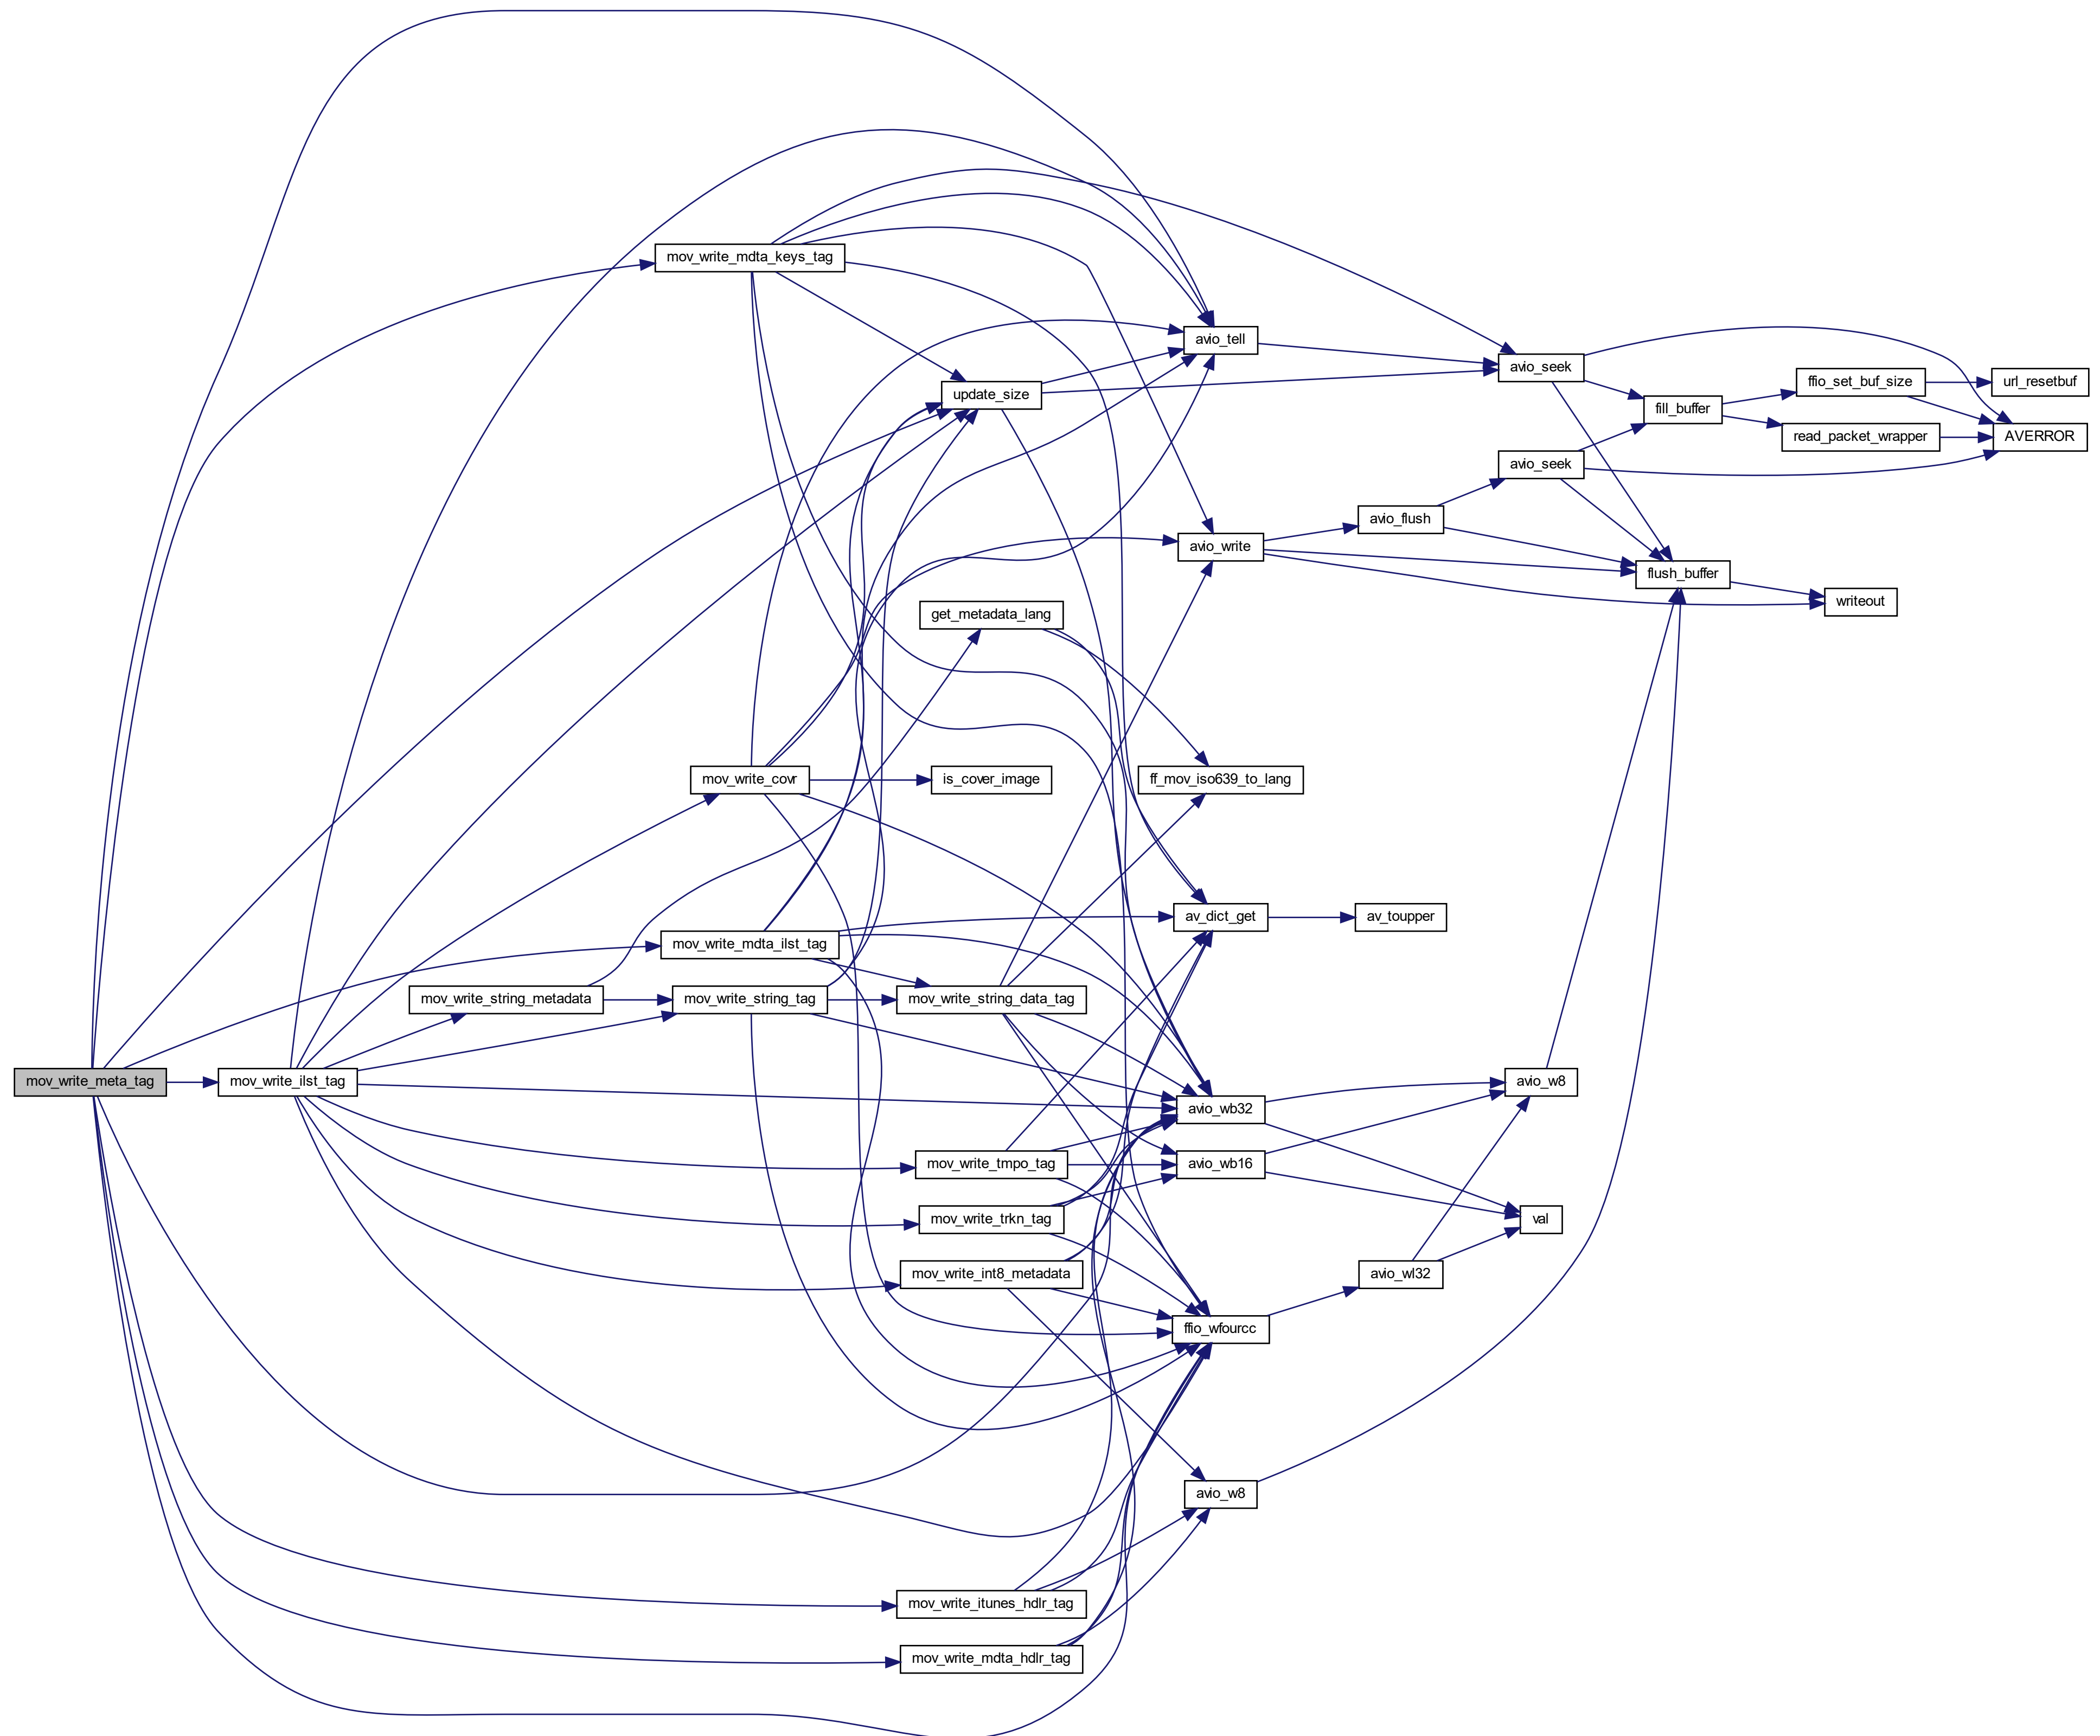 mov_write_mdta_keys_tag
avio_tell
avio_seek
ffio_set_buf_size
url_resetbuf
update_size
fill_buffer
read_packet_wrapper
AVERROR
avio_seek
avio_flush
avio_write
flush_buffer
writeout
get_metadata_lang
mov_write_covr
is_cover_image
ff_mov_iso639_to_lang
av_dict_get
av_toupper
mov_write_mdta_ilst_tag
mov_write_string_metadata
mov_write_string_tag
mov_write_string_data_tag
mov_write_meta_tag
mov_write_ilst_tag
avio_w8
avio_wb32
mov_write_tmpo_tag
avio_wb16
mov_write_trkn_tag
val
mov_write_int8_metadata
avio_wl32
ffio_wfourcc
avio_w8
mov_write_itunes_hdlr_tag
mov_write_mdta_hdlr_tag